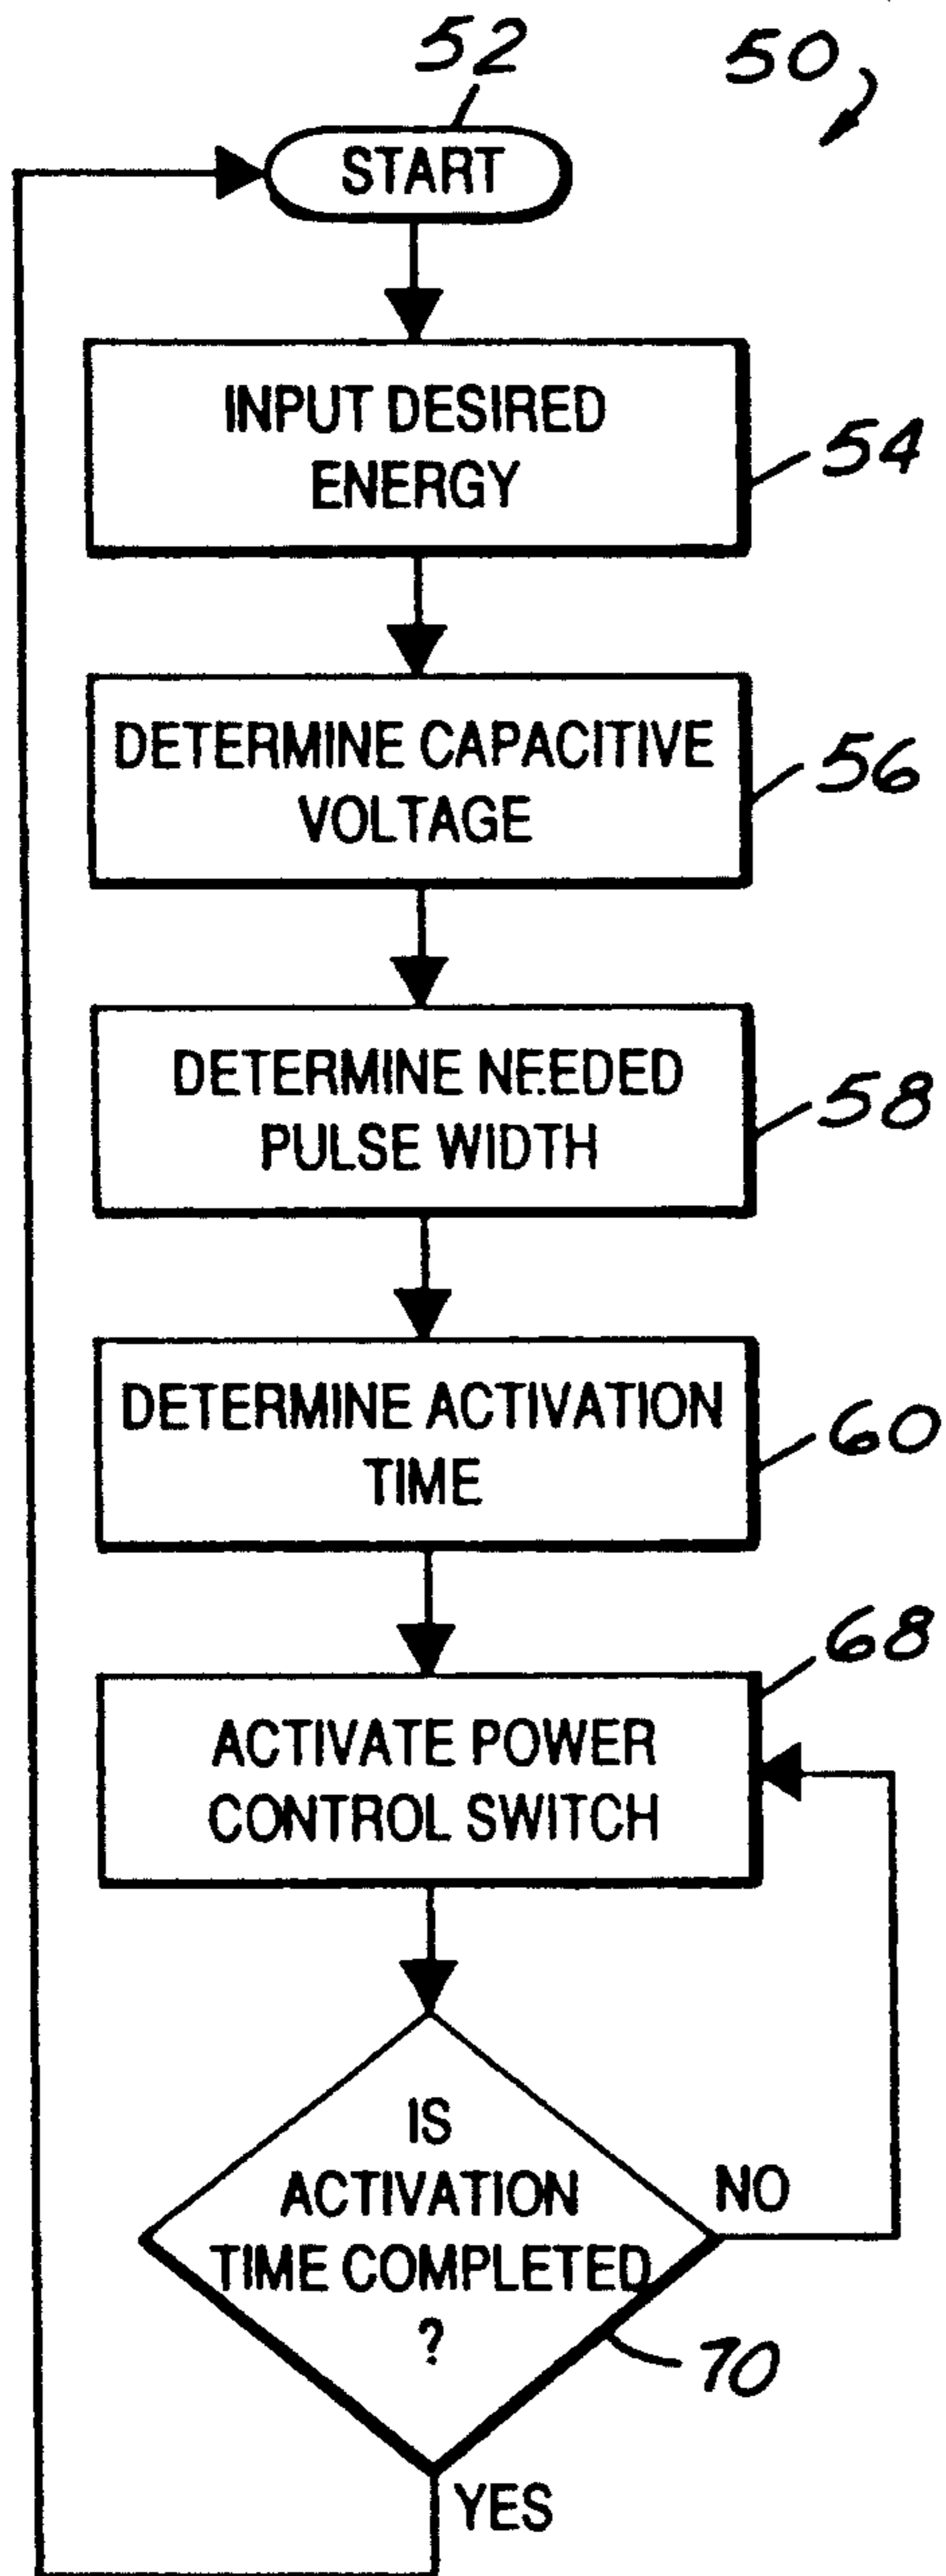 52
50
START
INPUT DESIRED
ENERGY
54
DETERMINE CAPACITIVE
VOLTAGE
56
DETERMINE NEEDED
PULSE WIDTH
58
DETERMINE ACTIVATION
TIME
60
68
ACTIVATE POWER
CONTROL SWITCH
IS
ACTIVATION
TIME COMPLETED
?
NO
70
YES